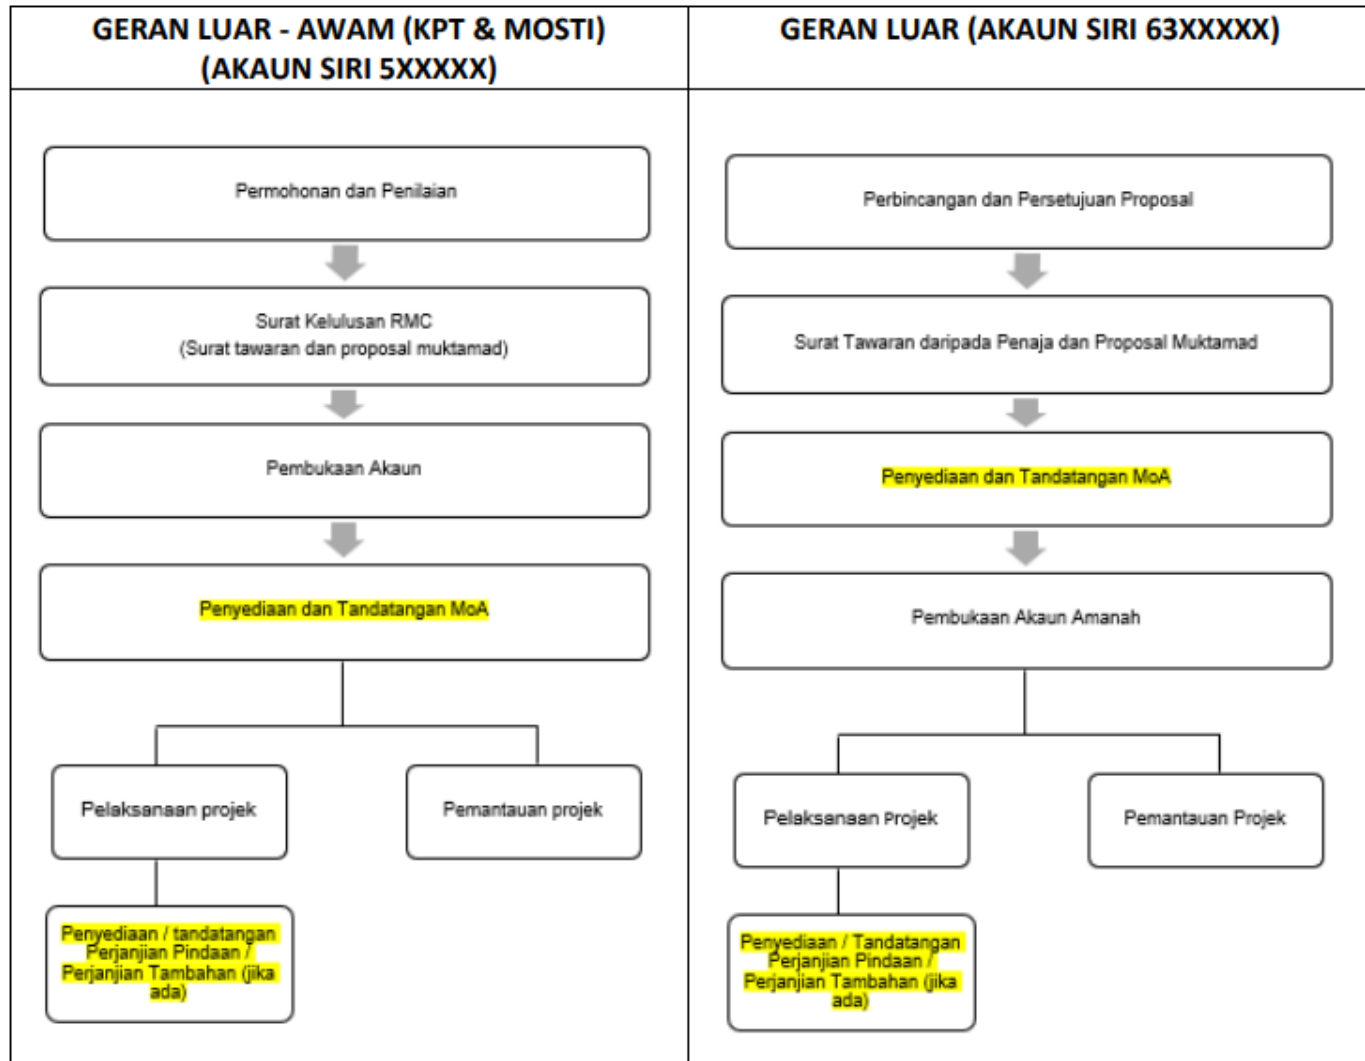 GERAN LUAR - AWAM (KPT & MOSTI)
(AKAUN SIRI 5XXXXX)
Permohonan dan Penilaian
Surat Kelulusan RMC
(Surat tawaran dan proposal muktamad)
Pembukaan Akaun
Penyediaan dan Tandatangan MoA
Pelaksanaan projek
Pemantauan projek
Penyediaan / tandatangan
Perjanjian Pindaan /
Perjanjian Tambahan (jika
ada)
GERAN LUAR (AKAUN SIRI 63XXXXX)
Perbincangan dan Persetujuan Proposal
Surat Tawaran daripada Penaja dan Proposal Muktamad
Penyediaan dan Tandatangan MoA
Pembukaan Akaun Amanah
Pelaksanaan Projek
Pemantauan Projek
Penyediaan / Tandatangan
Perjanjian Pindaan /
Perjanjian Tambahan (jika
ada)